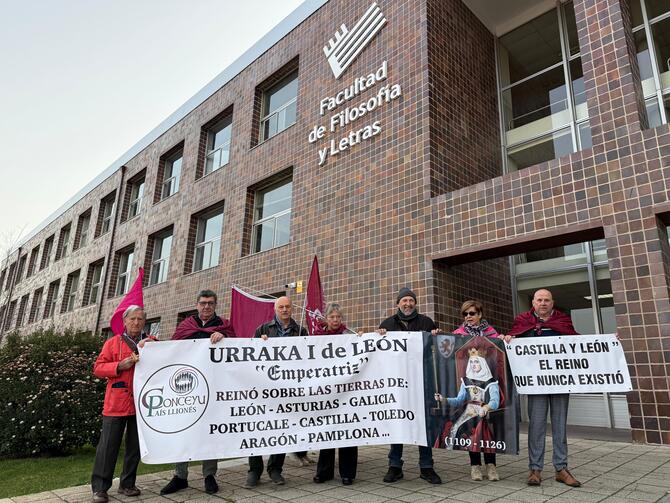 Facultad
de Filosofía
y Letras
CONCEYU
PAÍS LLIONÉS
URRAKA I de LEÓN
"Emperatriz"
REINÓ SOBRE LAS TIERRAS DE:
LEÓN - ASTURIAS - GALICIA
PORTUCALE - CASTILLA - TOLEDO
ARAGÓN - PAMPLONA ...
(1109 - 1126)
"CASTILLA Y LEÓN"
EL REINO
QUE NUNCA EXISTIÓ